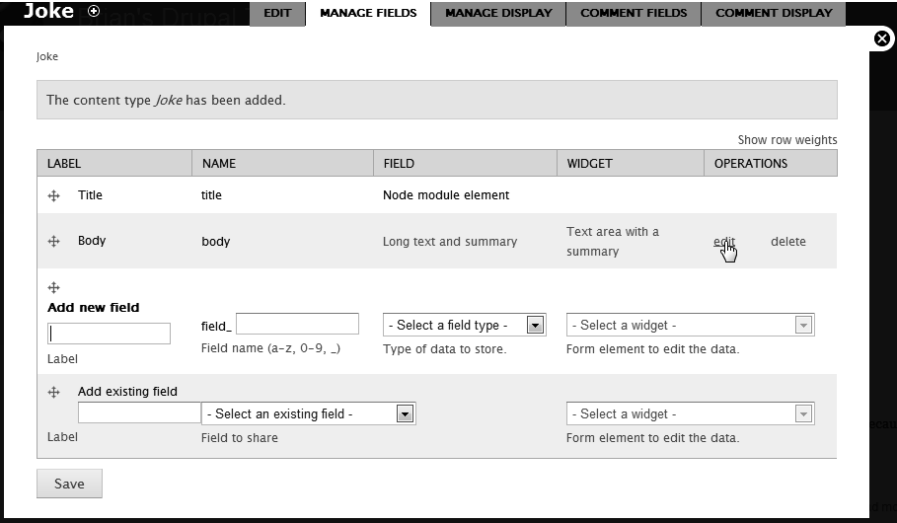 Joke EDIT MANAGE FIELDS MANAGE DISPLAY COMMENT FIELDS COMMENT DISPLAY
Joke
The content type Joke has been added.
Show row weights
LABEL NAME FIELD WIDGET OPERATIONS
Title title Node module element
Body body Long text and summary Text area with a summary edit delete
Add new field
field_ - Select a field type - - Select a widget -
Label Field name (a-z, 0-9, _) Type of data to store. Form element to edit the data.
Add existing field
- Select an existing field - - Select a widget -
Label Field to share Form element to edit the data.
Save